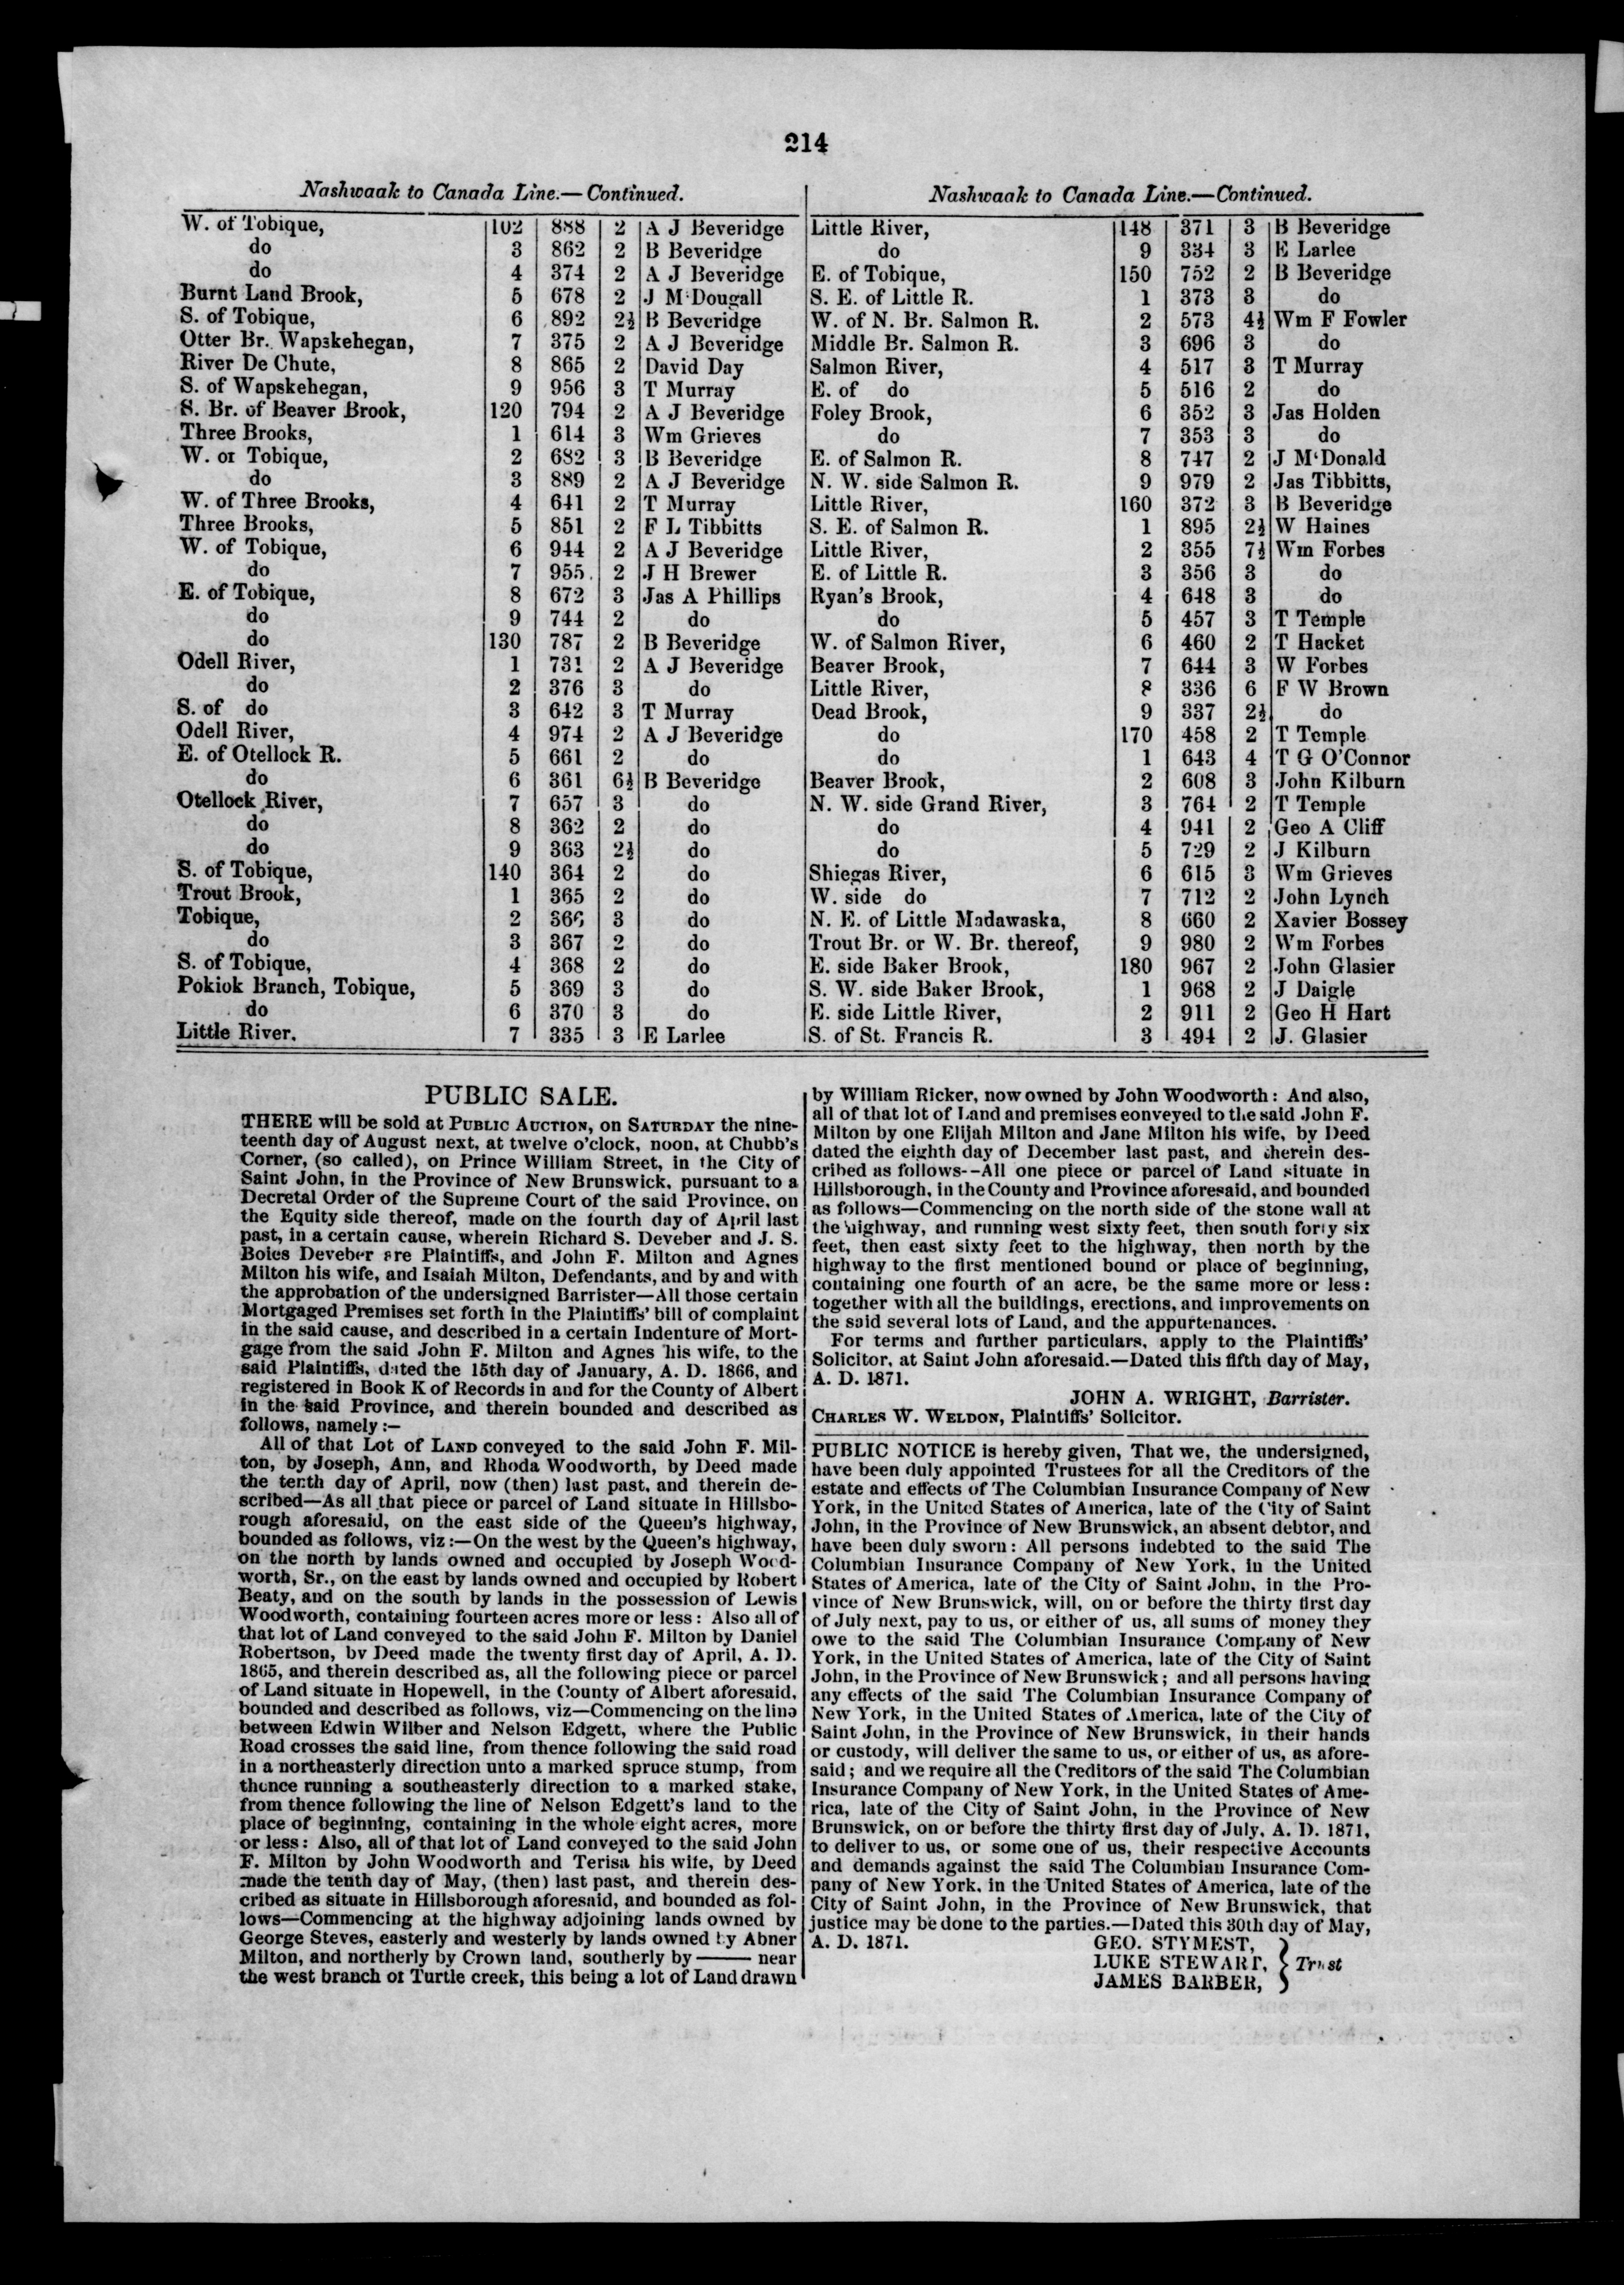 214
Nashwaak to Canada Line.—Continued.
W. of Tobique, 102 888 2 A J Beveridge
do 3 862 2 B Beveridge
do 4 374 2 A J Beveridge
Burnt Land Brook, 5 678 2 J M'Dougall
S. of Tobique, 6 892 2½ B Beveridge
Otter Br. Wapskehegan, 7 375 2 A J Beveridge
River De Chute, 8 865 2 David Day
S. of Wapskehegan, 9 956 3 T Murray
S. Br. of Beaver Brook, 120 794 2 A J Beveridge
Three Brooks, 1 614 3 Wm Grieves
W. of Tobique, 2 682 3 B Beveridge
do 3 889 2 A J Beveridge
W. of Three Brooks, 4 641 2 T Murray
Three Brooks, 5 851 2 F L Tibbitts
W. of Tobique, 6 944 2 A J Beveridge
do 7 955 2 J H Brewer
E. of Tobique, 8 672 3 Jas A Phillips
do 9 744 2 do
do 130 787 2 B Beveridge
Odell River, 1 731 2 A J Beveridge
do 2 376 3 do
S. of do 3 642 3 T Murray
Odell River, 4 974 2 A J Beveridge
E. of Otellock R. 5 661 2 do
do 6 361 6½ B Beveridge
Otellock River, 7 657 3 do
do 8 362 2 do
do 9 363 2½ do
S. of Tobique, 140 364 2 do
Trout Brook, 1 365 2 do
Tobique, 2 366 3 do
do 3 367 2 do
S. of Tobique, 4 368 2 do
Pokiok Branch, Tobique, 5 369 3 do
do 6 370 3 do
Little River. 7 335 3 E Larlee
Nashwaak to Canada Line.—Continued.
Little River, 148 371 3 B Beveridge
do 9 334 3 E Larlee
E. of Tobique, 150 752 2 B Beveridge
S. E. of Little R. 1 373 3 do
W. of N. Br. Salmon R. 2 573 4½ Wm F Fowler
Middle Br. Salmon R. 3 696 3 do
Salmon River, 4 517 3 T Murray
E. of do 5 516 2 do
Foley Brook, 6 352 3 Jas Holden
do 7 353 3 do
E. of Salmon R. 8 747 2 J M'Donald
N. W. side Salmon R. 9 979 2 Jas Tibbitts,
Little River, 160 372 3 B Beveridge
S. E. of Salmon R. 1 895 2½ W Haines
Little River, 2 355 7½ Wm Forbes
E. of Little R. 3 356 3 do
Ryan's Brook, 4 648 3 do
do 5 457 3 T Temple
W. of Salmon River, 6 460 2 T Hacket
Beaver Brook, 7 644 3 W Forbes
Little River, 8 336 6 F W Brown
Dead Brook, 9 337 2½ do
do 170 458 2 T Temple
do 1 643 4 T G O'Connor
Beaver Brook, 2 608 3 John Kilburn
N. W. side Grand River, 3 764 2 T Temple
do 4 941 2 Geo A Cliff
do 5 729 2 J Kilburn
Shiegas River, 6 615 3 Wm Grieves
W. side do 7 712 2 John Lynch
N. E. of Little Madawaska, 8 660 2 Xavier Bossey
Trout Br. or W. Br. thereof, 9 980 2 Wm Forbes
E. side Baker Brook, 180 967 2 John Glasier
S. W. side Baker Brook, 1 968 2 J Daigle
E. side Little River, 2 911 2 Geo H Hart
S. of St. Francis R. 3 494 2 J. Glasier
PUBLIC SALE.
THERE will be sold at PUBLIC AUCTION, on SATURDAY the nine-
teenth day of August next, at twelve o'clock, noon, at Chubb's
Corner, (so called), on Prince William Street, in the City of
Saint John, in the Province of New Brunswick, pursuant to a
Decretal Order of the Supreme Court of the said Province, on
the Equity side thereof, made on the fourth day of April last
past, in a certain cause, wherein Richard S. Deveber and J. S.
Boies Deveber are Plaintiffs, and John F. Milton and Agnes
Milton his wife, and Isaiah Milton, Defendants, and by and with
the approbation of the undersigned Barrister—All those certain
Mortgaged Premises set forth in the Plaintiffs' bill of complaint
in the said cause, and described in a certain Indenture of Mort-
gage from the said John F. Milton and Agnes his wife, to the
said Plaintiffs, dated the 15th day of January, A. D. 1866, and
registered in Book K of Records in and for the County of Albert
in the said Province, and therein bounded and described as
follows, namely :—
All of that Lot of LAND conveyed to the said John F. Mil-
ton, by Joseph, Ann, and Rhoda Woodworth, by Deed made
the tenth day of April, now (then) last past, and therein de-
scribed—As all that piece or parcel of Land situate in Hillsbo-
rough aforesaid, on the east side of the Queen's highway,
bounded as follows, viz :—On the west by the Queen's highway,
on the north by lands owned and occupied by Joseph Wood-
worth, Sr., on the east by lands owned and occupied by Robert
Beaty, and on the south by lands in the possession of Lewis
Woodworth, containing fourteen acres more or less : Also all of
that lot of Land conveyed to the said John F. Milton by Daniel
Robertson, by Deed made the twenty first day of April, A. D.
1865, and therein described as, all the following piece or parcel
of Land situate in Hopewell, in the County of Albert aforesaid,
bounded and described as follows, viz—Commencing on the line
between Edwin Wilber and Nelson Edgett, where the Public
Road crosses the said line, from thence following the said road
in a northeasterly direction unto a marked spruce stump, from
thence running a southeasterly direction to a marked stake,
from thence following the line of Nelson Edgett's land to the
place of beginning, containing in the whole eight acres, more
or less : Also, all of that lot of Land conveyed to the said John
F. Milton by John Woodworth and Terisa his wife, by Deed
made the tenth day of May, (then) last past, and therein des-
cribed as situate in Hillsborough aforesaid, and bounded as fol-
lows—Commencing at the highway adjoining lands owned by
George Steves, easterly and westerly by lands owned by Abner
Milton, and northerly by Crown land, southerly by —— near
the west branch of Turtle creek, this being a lot of Land drawn
by William Ricker, now owned by John Woodworth : And also,
all of that lot of Land and premises eonveyed to the said John F.
Milton by one Elijah Milton and Jane Milton his wife, by Deed
dated the eighth day of December last past, and therein des-
cribed as follows--All one piece or parcel of Land situate in
Hillsborough, in the County and Province aforesaid, and bounded
as follows—Commencing on the north side of the stone wall at
the highway, and running west sixty feet, then south forty six
feet, then east sixty feet to the highway, then north by the
highway to the first mentioned bound or place of beginning,
containing one fourth of an acre, be the same more or less :
together with all the buildings, erections, and improvements on
the said several lots of Land, and the appurtenances.
For terms and further particulars, apply to the Plaintiffs'
Solicitor, at Saint John aforesaid.—Dated this fifth day of May,
A. D. 1871.
JOHN A. WRIGHT, Barrister.
CHARLES W. WELDON, Plaintiffs' Solicitor.
PUBLIC NOTICE is hereby given, That we, the undersigned,
have been duly appointed Trustees for all the Creditors of the
estate and effects of The Columbian Insurance Company of New
York, in the United States of America, late of the City of Saint
John, in the Province of New Brunswick, an absent debtor, and
have been duly sworn : All persons indebted to the said The
Columbian Insurance Company of New York, in the United
States of America, late of the City of Saint John, in the Pro-
vince of New Brunswick, will, on or before the thirty first day
of July next, pay to us, or either of us, all sums of money they
owe to the said The Columbian Insurance Company of New
York, in the United States of America, late of the City of Saint
John, in the Province of New Brunswick ; and all persons having
any effects of the said The Columbian Insurance Company of
New York, in the United States of America, late of the City of
Saint John, in the Province of New Brunswick, in their hands
or custody, will deliver the same to us, or either of us, as afore-
said ; and we require all the Creditors of the said The Columbian
Insurance Company of New York, in the United States of Ame-
rica, late of the City of Saint John, in the Province of New
Brunswick, on or before the thirty first day of July, A. D. 1871,
to deliver to us, or some one of us, their respective Accounts
and demands against the said The Columbian Insurance Com-
pany of New York, in the United States of America, late of the
City of Saint John, in the Province of New Brunswick, that
justice may be done to the parties.—Dated this 30th day of May,
A. D. 1871.
GEO. STYMEST,
LUKE STEWART, } Trust
JAMES BARBER,